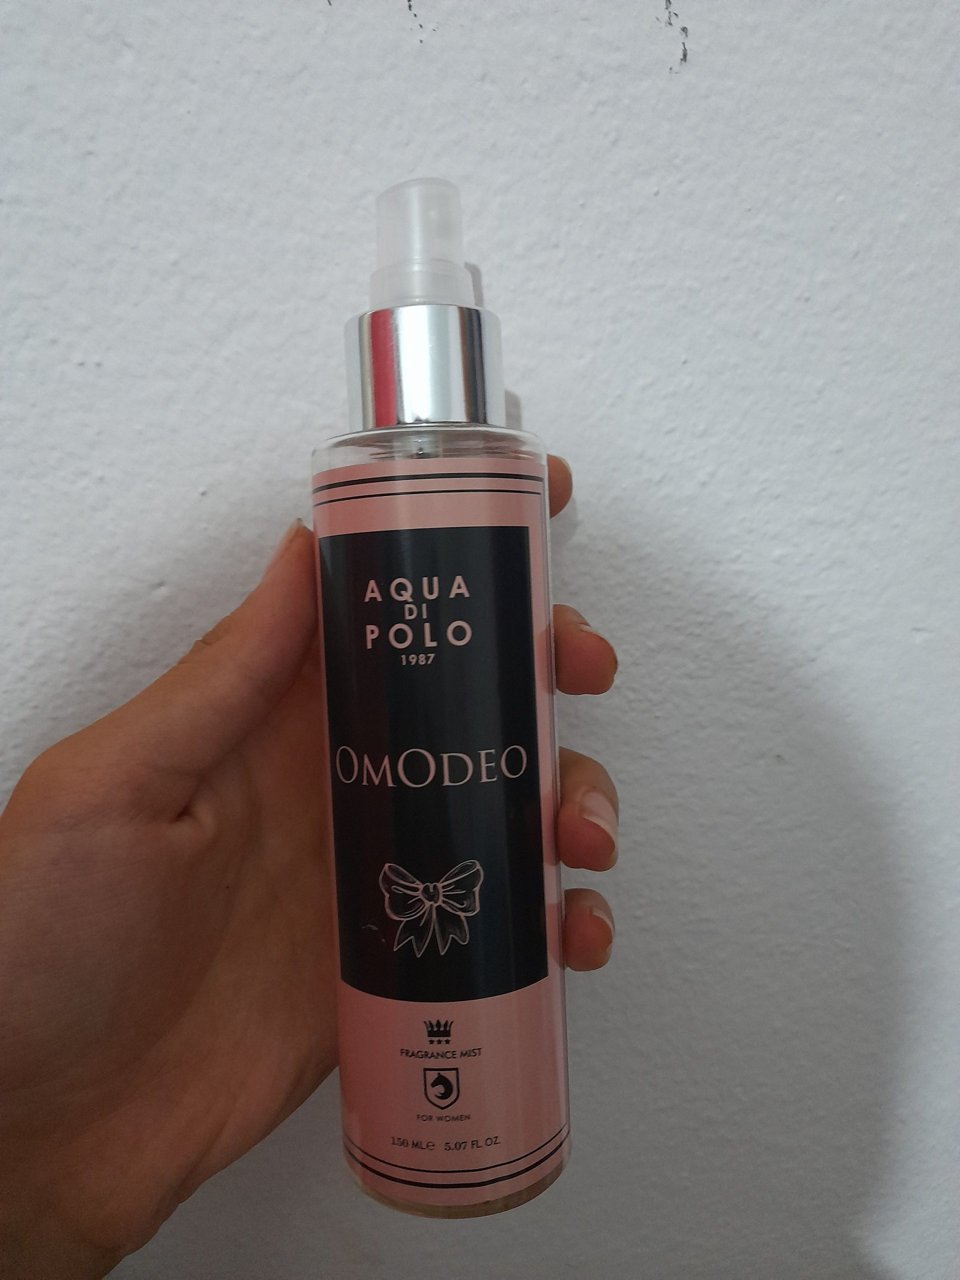 AQUA
DI
POLO
1987
OMODEO
FRAGRANCE MIST
FOR WOMEN
150 ML℮ 5.07 FL OZ.